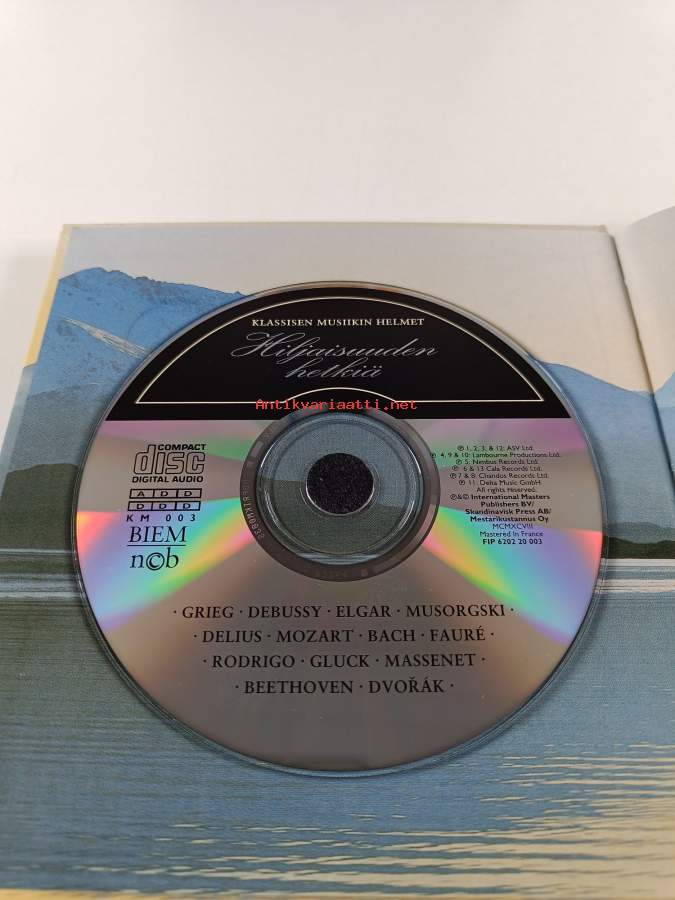 KLASSISEN MUSIIKIN HELMET
Hiljaisuuden
hetkiä
Antikvariaatti.net
COMPACT
disc
DIGITAL AUDIO
A D D
D D D
KM 003
BIEM
n©b
℗ 1, 2, 3, & 12: ASV Ltd.
℗ 4, 9 & 10: Lambourne Productions Ltd.
℗ 5: Nimbus Records Ltd.
℗ 6 & 13 Cala Records Ltd.
℗ 7 & 8: Chandos Records Ltd.
℗ 11: Delta Music GmbH
All rights reserved.
℗&© International Masters
Publishers BV/
Skandinavisk Press AB/
Mestarikustannus Oy
MCMXCVIII
Mastered In France
FIP 6202 20 003
· GRIEG · DEBUSSY · ELGAR · MUSORGSKI ·
· DELIUS · MOZART · BACH · FAURÉ ·
· RODRIGO · GLUCK · MASSENET ·
· BEETHOVEN · DVOŘÁK ·